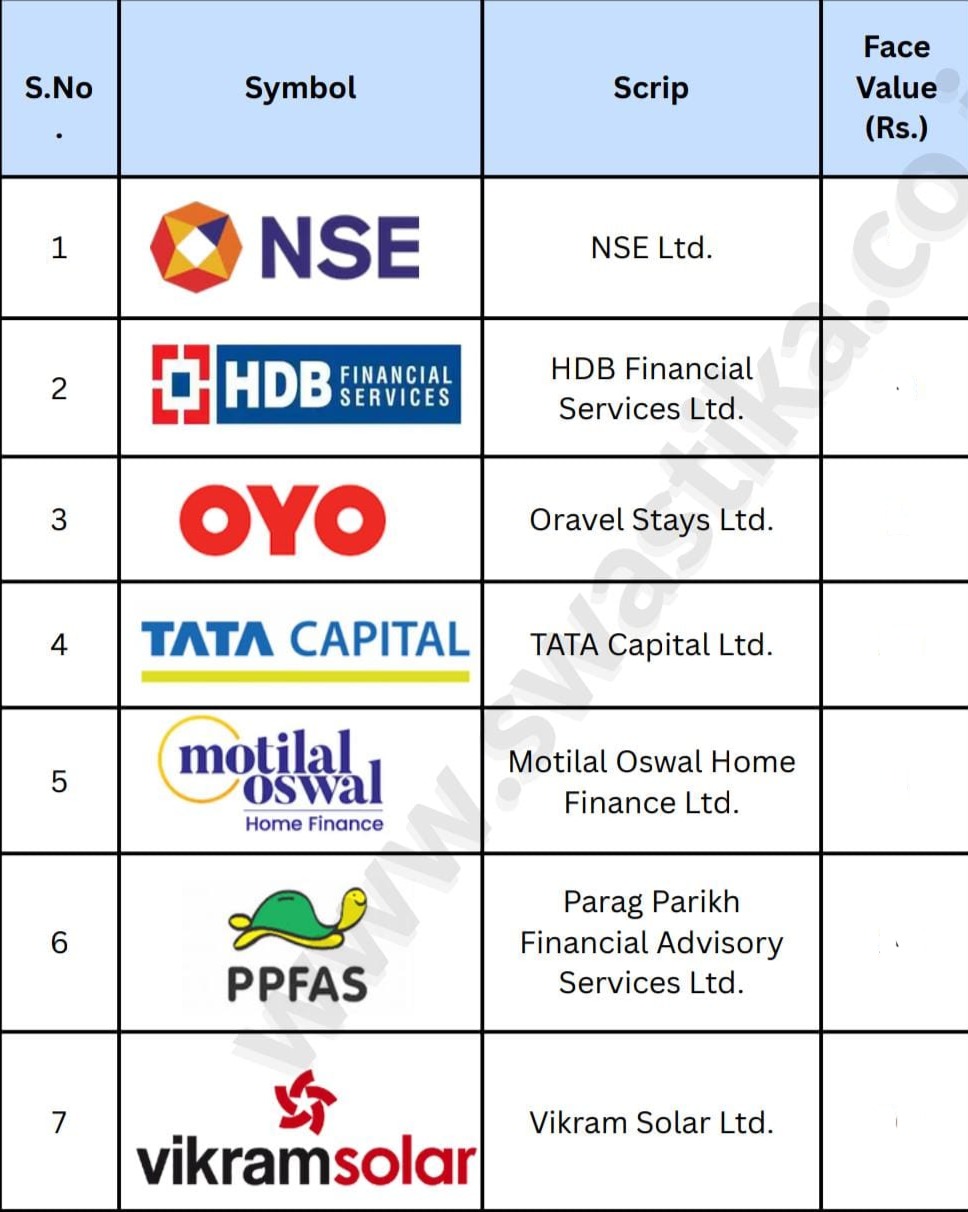 S.No
.
Symbol
Scrip
Face
Value
(Rs.)
1
NSE
NSE Ltd.
2
HDB FINANCIAL
SERVICES
HDB Financial
Services Ltd.
3
OYO
Oravel Stays Ltd.
4
TATA CAPITAL
TATA Capital Ltd.
5
motilal
oswal
Home Finance
Motilal Oswal Home
Finance Ltd.
6
PPFAS
Parag Parikh
Financial Advisory
Services Ltd.
7
vikramsolar
Vikram Solar Ltd.
www.swastika.co.i